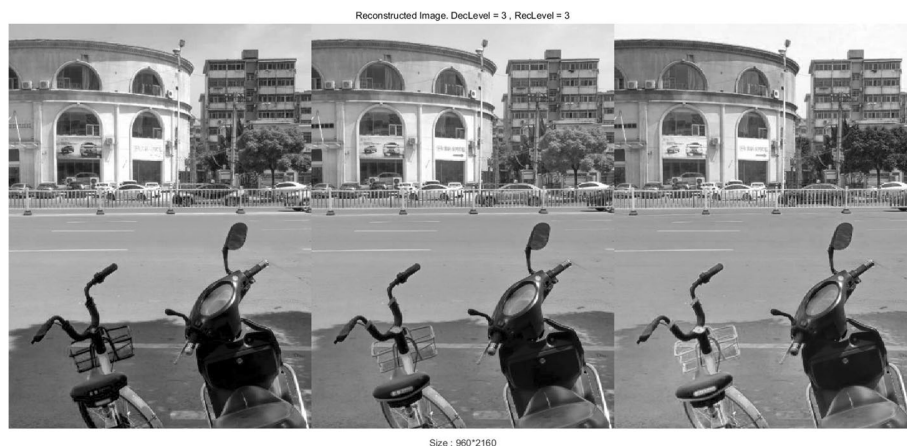 Reconstructed Image. DecLevel = 3 , RecLevel = 3
Size : 960*2160